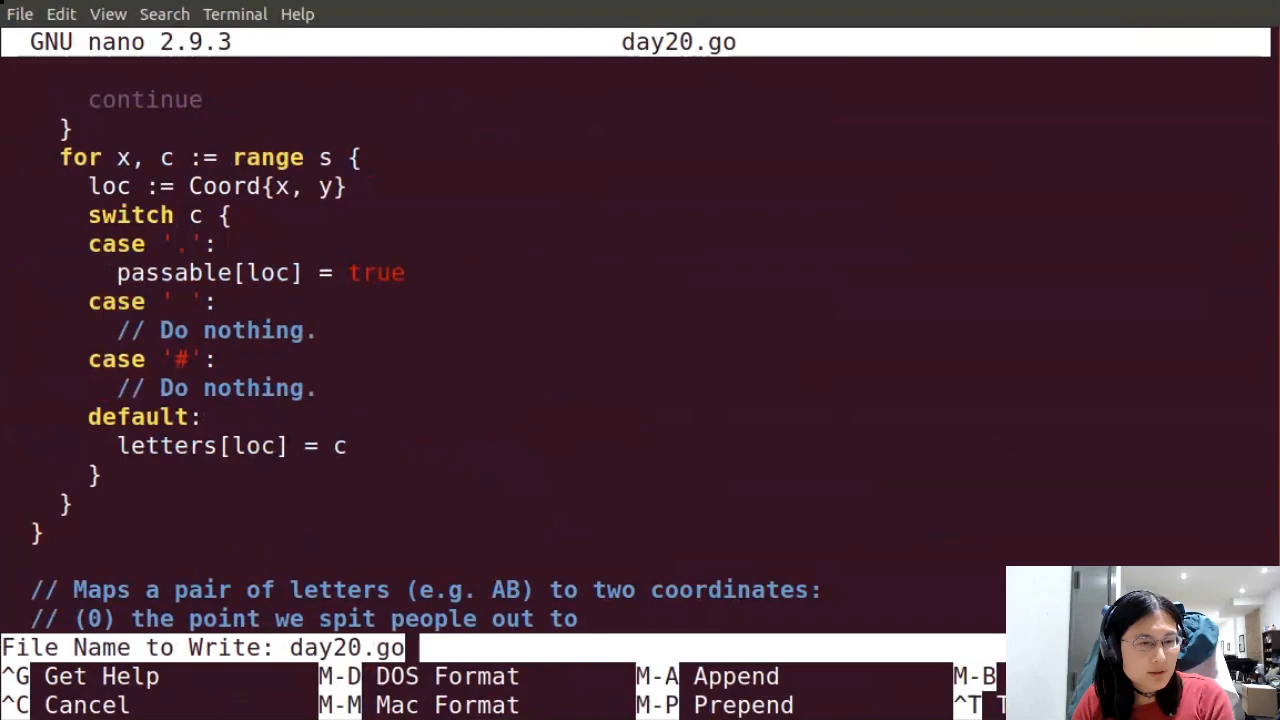 File Edit View Search Terminal Help
GNU nano 2.9.3 day20.go
continue
}
for x, c := range s {
loc := Coord{x, y}
switch c {
case '.':
passable[loc] = true
case ' ':
// Do nothing.
case '#':
// Do nothing.
default:
letters[loc] = c
}
}
}
// Maps a pair of letters (e.g. AB) to two coordinates:
// (0) the point we spit people out to
File Name to Write: day20.go
^G Get Help M-D DOS Format M-A Append M-B
^C Cancel M-M Mac Format M-P Prepend ^T